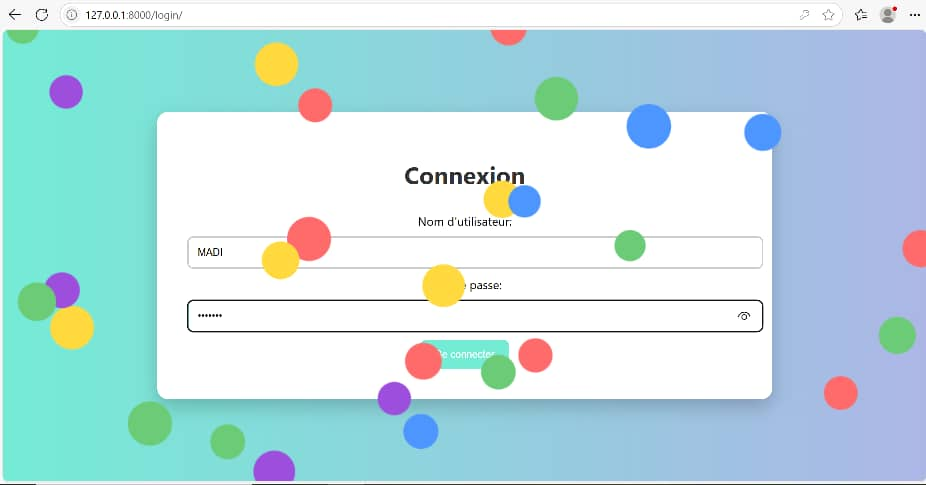 127.0.0.1:8000/login/
Connexion
Nom d'utilisateur:
MADI
passe:
•••••••
connecter